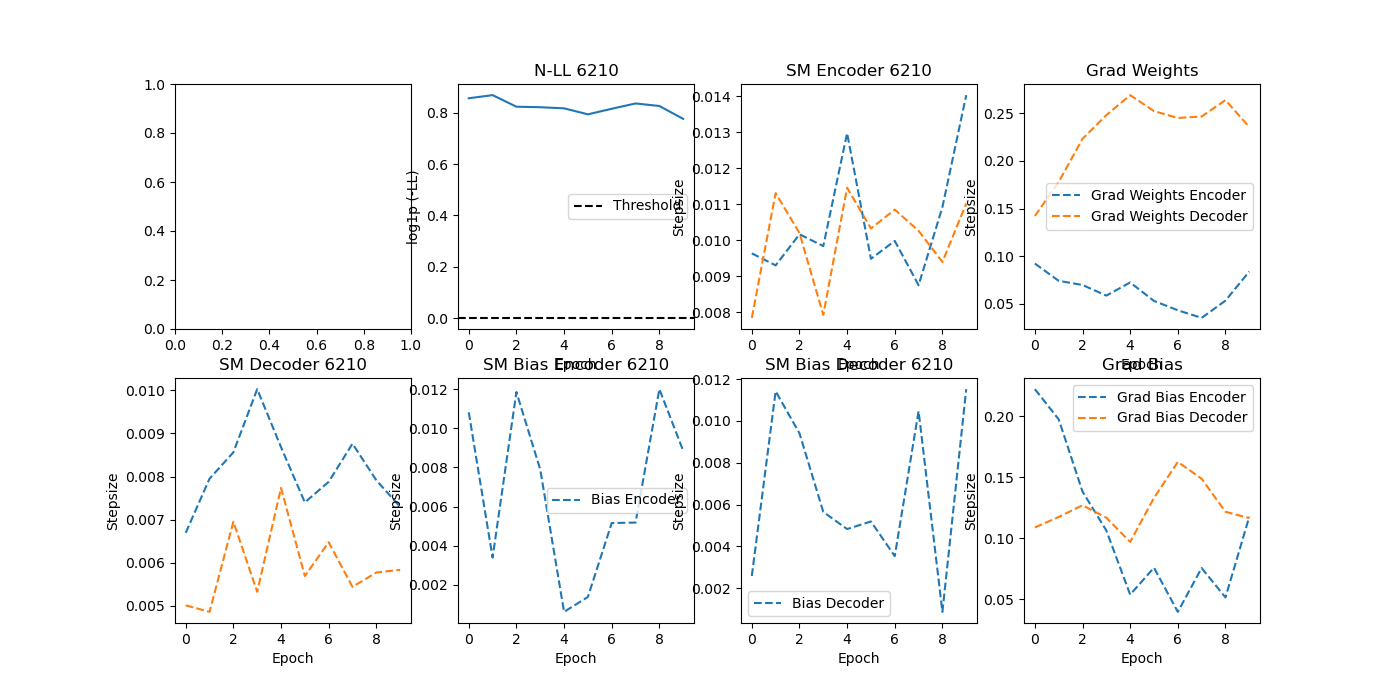 N-LL 6210
SM Encoder 6210
Grad Weights
1.0
0.8
0.6
0.4
0.2
0.0
0.0 0.2 0.4 0.6 0.8 1.0
log1p (-LL)
0.8
0.6
0.4
0.2
0.0
Threshold
0 2 4 6 8
Epoch
Stepsize
0.014
0.013
0.012
0.011
0.010
0.009
0.008
0 2 4 6 8
Epoch
Stepsize
0.25
0.20
0.15
0.10
0.05
Grad Weights Encoder
Grad Weights Decoder
0 2 4 6 8
Epoch
SM Decoder 6210
SM Bias Encoder 6210
SM Bias Decoder 6210
Grad Bias
Stepsize
0.010
0.009
0.008
0.007
0.006
0.005
0 2 4 6 8
Epoch
Stepsize
0.012
0.010
0.008
0.006
0.004
0.002
Bias Encoder
0 2 4 6 8
Epoch
Stepsize
0.012
0.010
0.008
0.006
0.004
0.002
Bias Decoder
0 2 4 6 8
Epoch
Stepsize
0.20
0.15
0.10
0.05
Grad Bias Encoder
Grad Bias Decoder
0 2 4 6 8
Epoch